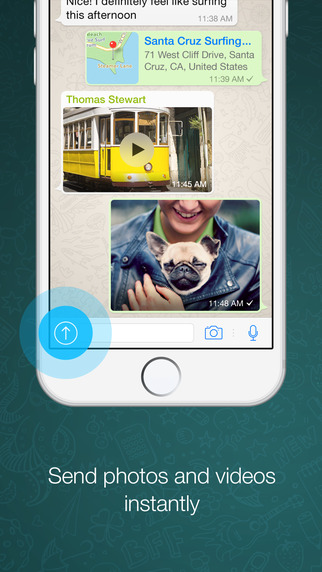 Nice! I definitely feel like surfing
this afternoon
11:38 AM
Santa Cruz Surfing...
71 West Cliff Drive, Santa
Cruz, CA, United States
11:39 AM
Thomas Stewart
11:45 AM
11:48 AM
Send photos and videos
instantly